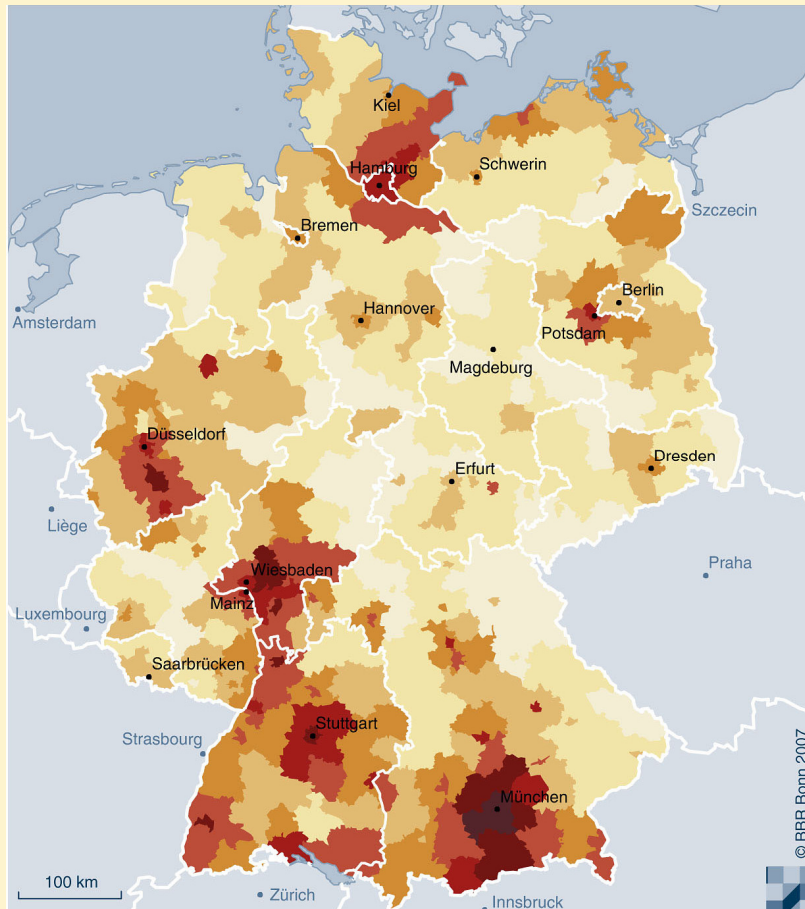 Kiel
Hamburg
Schwerin
Szczecin
Bremen
Berlin
Amsterdam
Hannover
Potsdam
Magdeburg
Düsseldorf
Erfurt
Dresden
Liège
Praha
Wiesbaden
Mainz
Luxembourg
Saarbrücken
Stuttgart
Strasbourg
München
© BBR Bonn 2007
100 km
Zürich
Innsbruck